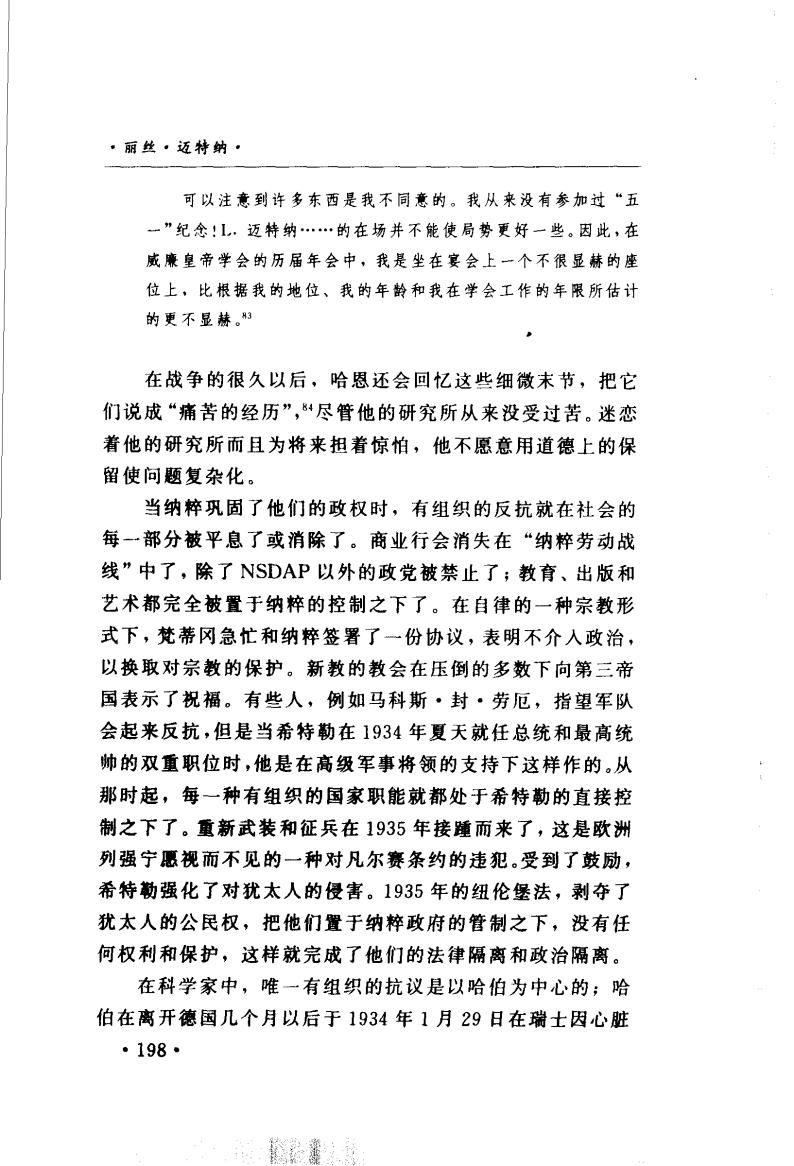 ·丽丝·迈特纳·
可以注意到许多东西是我不同意的。我从来没有参加过“五
一”纪念!L. 迈特纳……的在场并不能使局势更好一些。因此,在
威廉皇帝学会的历届年会中,我是坐在宴会上一个不很显赫的座
位上,比根据我的地位、我的年龄和我在学会工作的年限所估计
的更不显赫。83
在战争的很久以后,哈恩还会回忆这些细微末节,把它
们说成“痛苦的经历”,84尽管他的研究所从来没受过苦。迷恋
着他的研究所而且为将来担着惊怕,他不愿意用道德上的保
留使问题复杂化。
当纳粹巩固了他们的政权时,有组织的反抗就在社会的
每一部分被平息了或消除了。商业行会消失在“纳粹劳动战
线”中了,除了 NSDAP 以外的政党被禁止了;教育、出版和
艺术都完全被置于纳粹的控制之下了。在自律的一种宗教形
式下,梵蒂冈急忙和纳粹签署了一份协议,表明不介入政治,
以换取对宗教的保护。新教的教会在压倒的多数下向第三帝
国表示了祝福。有些人,例如马科斯·封·劳厄,指望军队
会起来反抗,但是当希特勒在 1934 年夏天就任总统和最高统
帅的双重职位时,他是在高级军事将领的支持下这样作的。从
那时起,每一种有组织的国家职能就都处于希特勒的直接控
制之下了。重新武装和征兵在 1935 年接踵而来了,这是欧洲
列强宁愿视而不见的一种对凡尔赛条约的违犯。受到了鼓励,
希特勒强化了对犹太人的侵害。1935 年的纽伦堡法,剥夺了
犹太人的公民权,把他们置于纳粹政府的管制之下,没有任
何权利和保护,这样就完成了他们的法律隔离和政治隔离。
在科学家中,唯一有组织的抗议是以哈伯为中心的;哈
伯在离开德国几个月以后于 1934 年 1 月 29 日在瑞士因心脏
·198·